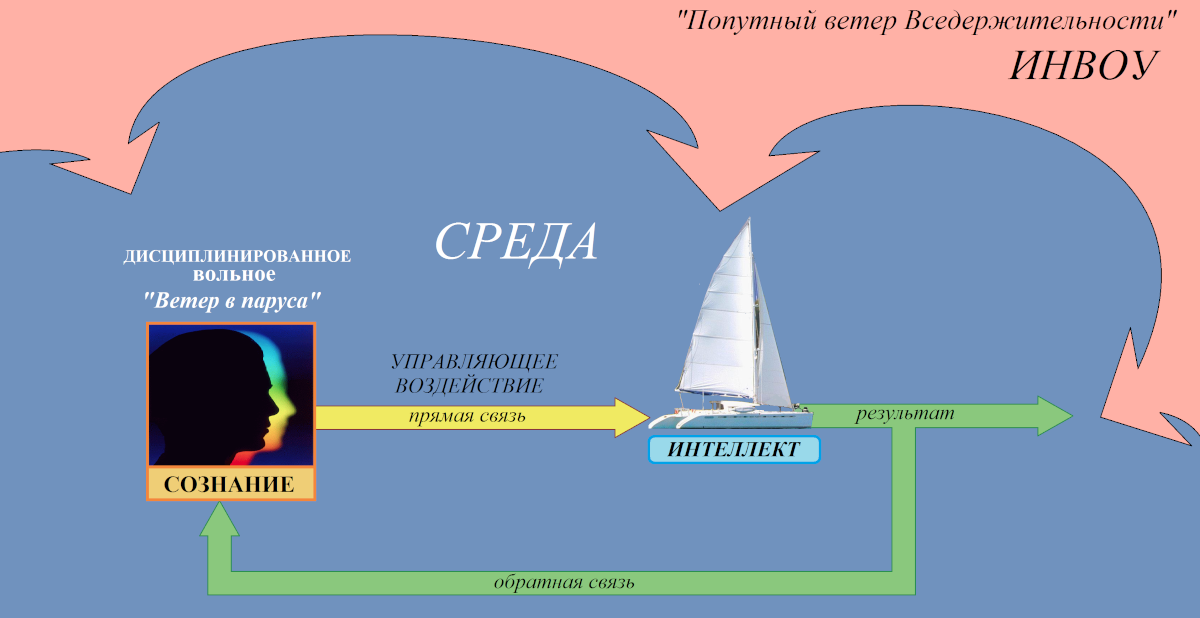 "Попутный ветер Вседержительности"
ИНВОУ
СРЕДА
ДИСЦИПЛИНИРОВАННОЕ
вольное
"Ветер в паруса"
УПРАВЛЯЮЩЕЕ
ВОЗДЕЙСТВИЕ
прямая связь
результат
ИНТЕЛЛЕКТ
СОЗНАНИЕ
обратная связь